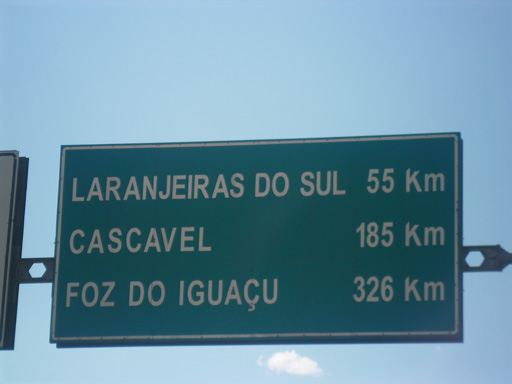 LARANJEIRAS DO SUL 55 Km
CASCAVEL 185 Km
FOZ DO IGUAÇU 326 Km